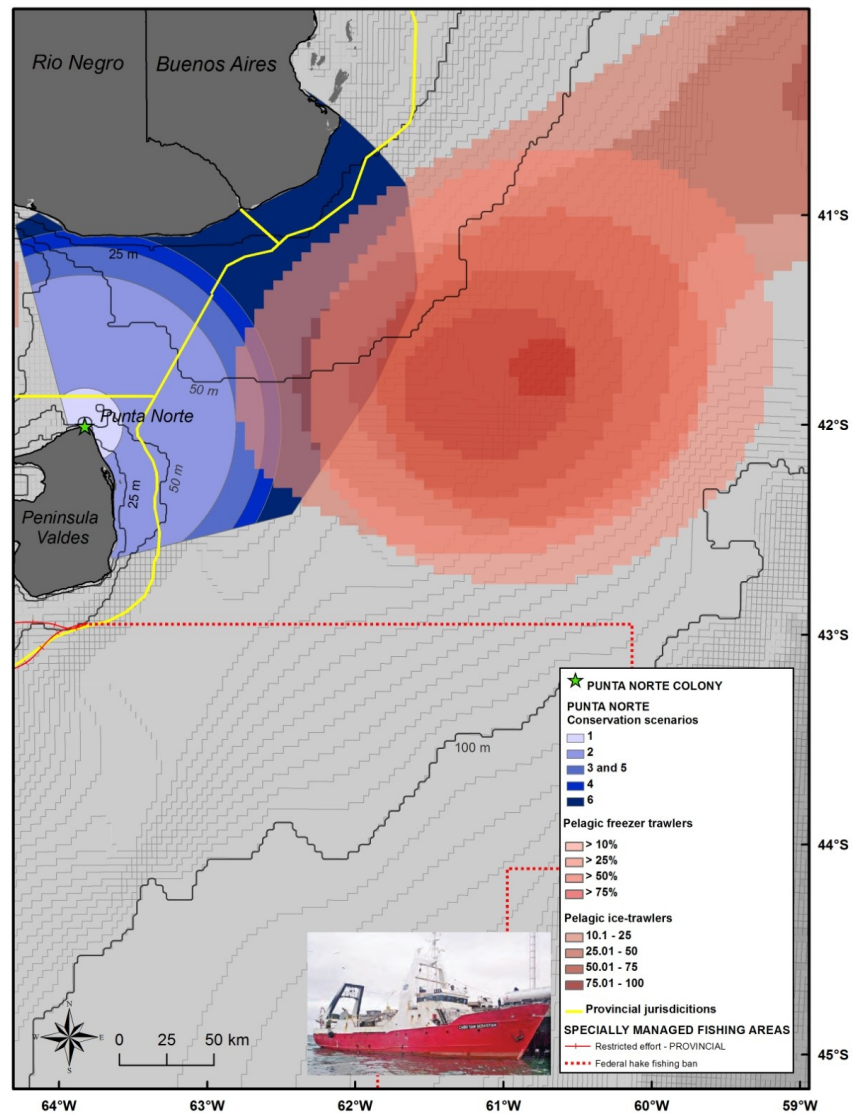 Rio Negro
Buenos Aires
41°S
25 m
50 m
Punta Norte
42°S
25 m
50 m
Peninsula
Valdes
43°S
100 m
44°S
45°S
PUNTA NORTE COLONY
PUNTA NORTE
Conservation scenarios
1
2
3 and 5
4
6
Pelagic freezer trawlers
> 10%
> 25%
> 50%
> 75%
Pelagic ice-trawlers
10.1 - 25
25.01 - 50
50.01 - 75
75.01 - 100
Provincial jurisdicitions
SPECIALLY MANAGED FISHING AREAS
Restricted effort - PROVINCIAL
Federal hake fishing ban
N
W
E
S
0 25 50 km
64°W 63°W 62°W 61°W 60°W 59°W